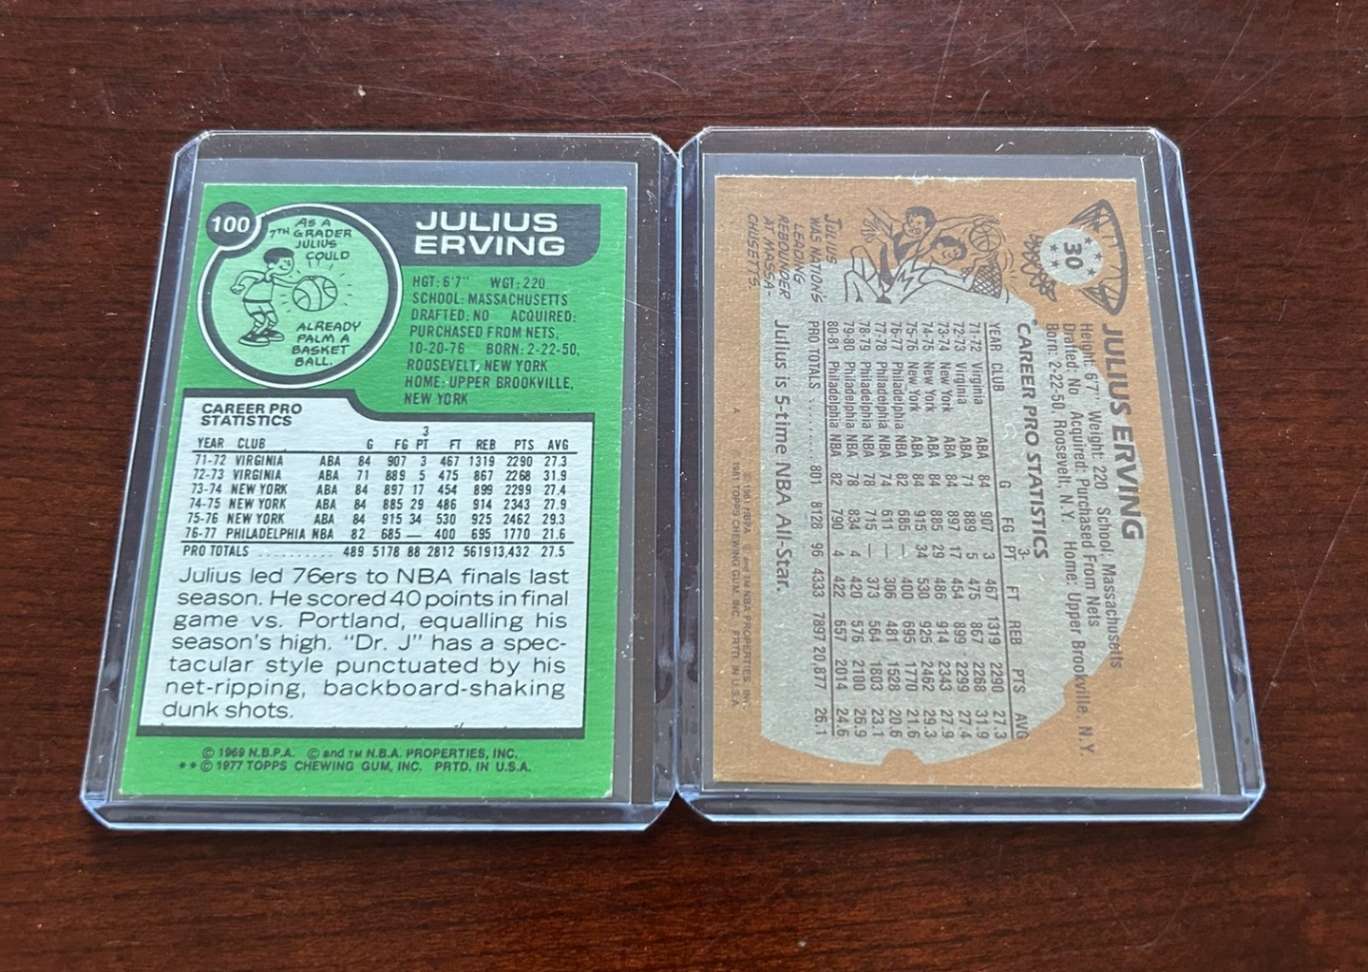 100
AS A
7TH GRADER
JULIUS
COULD
ALREADY
PALM A
BASKET
BALL.
JULIUS
ERVING
HGT: 6'7" WGT: 220
SCHOOL: MASSACHUSETTS
DRAFTED: NO ACQUIRED:
PURCHASED FROM NETS,
10-20-76 BORN: 2-22-50,
ROOSEVELT, NEW YORK
HOME: UPPER BROOKVILLE,
NEW YORK
CAREER PRO
STATISTICS
3
YEAR CLUB G FG PT FT REB PTS AVG
71-72 VIRGINIA ABA 84 907 3 467 1319 2290 27.3
72-73 VIRGINIA ABA 71 889 5 475 867 2268 31.9
73-74 NEW YORK ABA 84 897 17 454 899 2299 27.4
74-75 NEW YORK ABA 84 885 29 486 914 2343 27.9
75-76 NEW YORK ABA 84 915 34 530 925 2462 29.3
76-77 PHILADELPHIA NBA 82 685 — 400 695 1770 21.6
PRO TOTALS .......... 489 5178 88 2812 5619 13,432 27.5
Julius led 76ers to NBA finals last
season. He scored 40 points in final
game vs. Portland, equalling his
season's high. "Dr. J" has a spec-
tacular style punctuated by his
net-ripping, backboard-shaking
dunk shots.
© 1969 N.B.P.A. © and TM N.B.A. PROPERTIES, INC.
** © 1977 TOPPS CHEWING GUM, INC. PRTD. IN U.S.A.
30
JULIUS ERVING
Height: 6'7" Weight: 220 School: Massachusetts
Drafted: No Acquired: Purchased From Nets
Born: 2-22-50, Roosevelt, N.Y. Home: Upper Brookville, N.Y.
CAREER PRO STATISTICS
3-
YEAR CLUB G FG PT FT REB PTS AVG
71-72 Virginia ABA 84 907 3 467 1319 2290 27.3
72-73 Virginia ABA 71 889 5 475 867 2268 31.9
73-74 New York ABA 84 897 17 454 899 2299 27.4
74-75 New York ABA 84 885 29 486 914 2343 27.9
75-76 New York ABA 84 915 34 530 925 2462 29.3
76-77 Philadelphia NBA 82 685 — 400 695 1770 21.6
77-78 Philadelphia NBA 74 611 — 306 481 1528 20.6
78-79 Philadelphia NBA 78 715 — 373 564 1803 23.1
79-80 Philadelphia NBA 78 834 4 420 576 2100 26.9
80-81 Philadelphia NBA 82 790 4 422 657 2014 24.6
PRO TOTALS ....... 801 8128 96 4333 7897 20,877 26.1
Julius is 5-time NBA All-Star.
JULIUS
WAS NATION'S
LEADING
REBOUNDER
AT MASSA-
CHUSETTS.
A
© 1981 NBPA © and TM NBA PROPERTIES, INC.
© 1981 TOPPS CHEWING GUM, INC. PRTD. IN U.S.A.